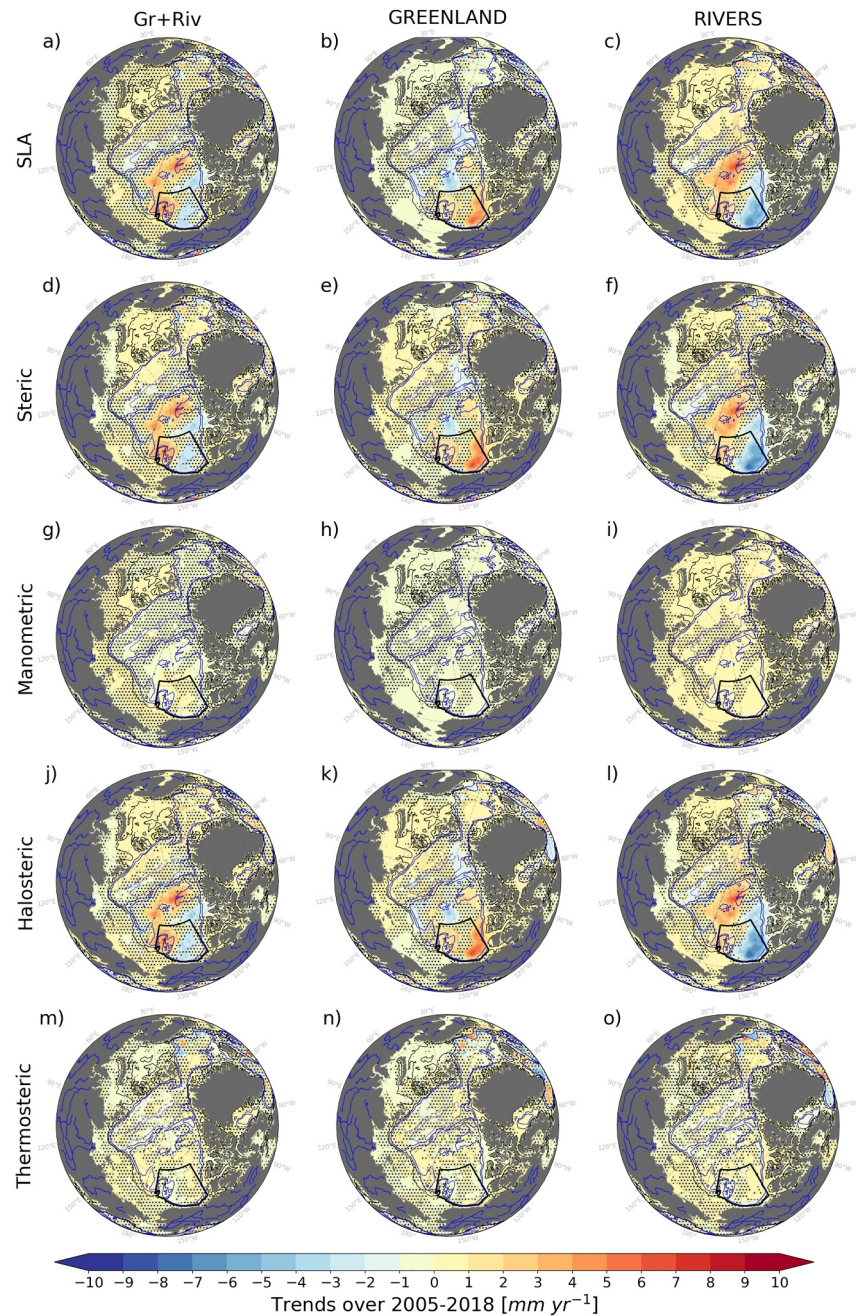 Gr+Riv GREENLAND RIVERS
a) b) c)
SLA
d) e) f)
Steric
g) h) i)
Manometric
j) k) l)
Halosteric
m) n) o)
Thermosteric
−10 −9 −8 −7 −6 −5 −4 −3 −2 −1 0 1 2 3 4 5 6 7 8 9 10
Trends over 2005-2018 [mm yr⁻¹]